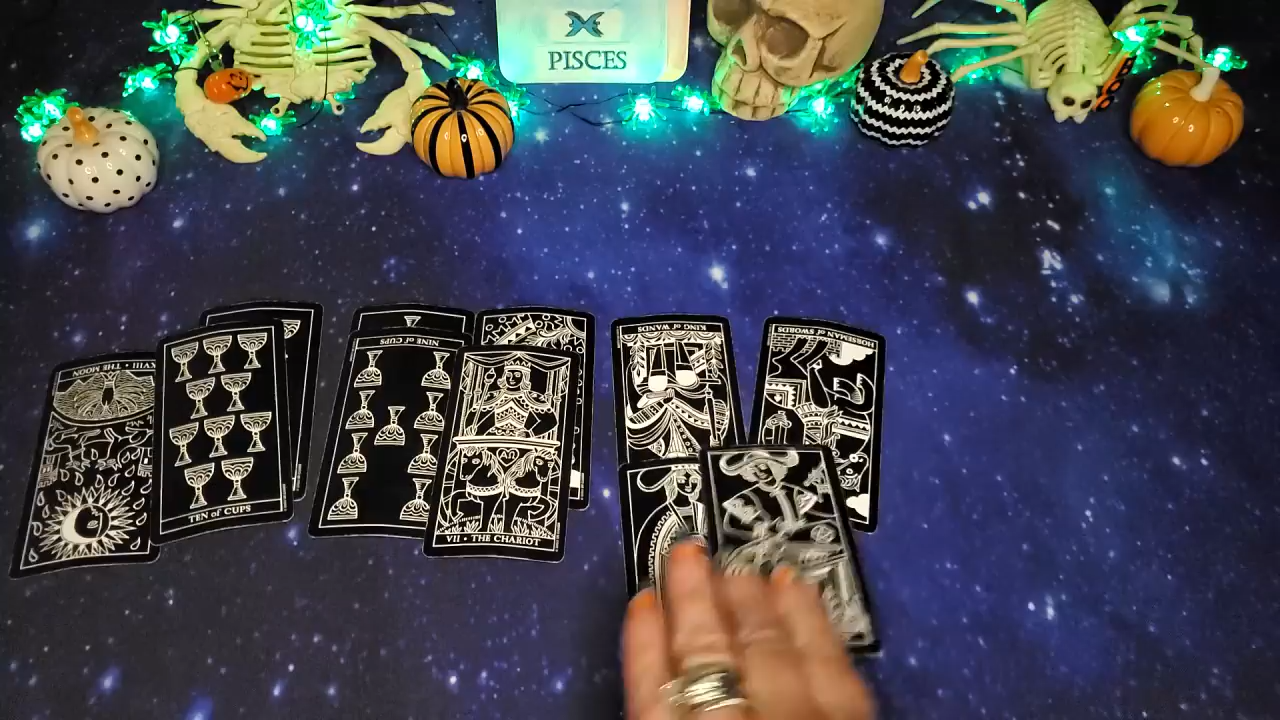 PISCES
XVIII • THE MOON
TEN of CUPS
NINE of CUPS
VII • THE CHARIOT
KING of WANDS
HORSEMAN of SWORDS